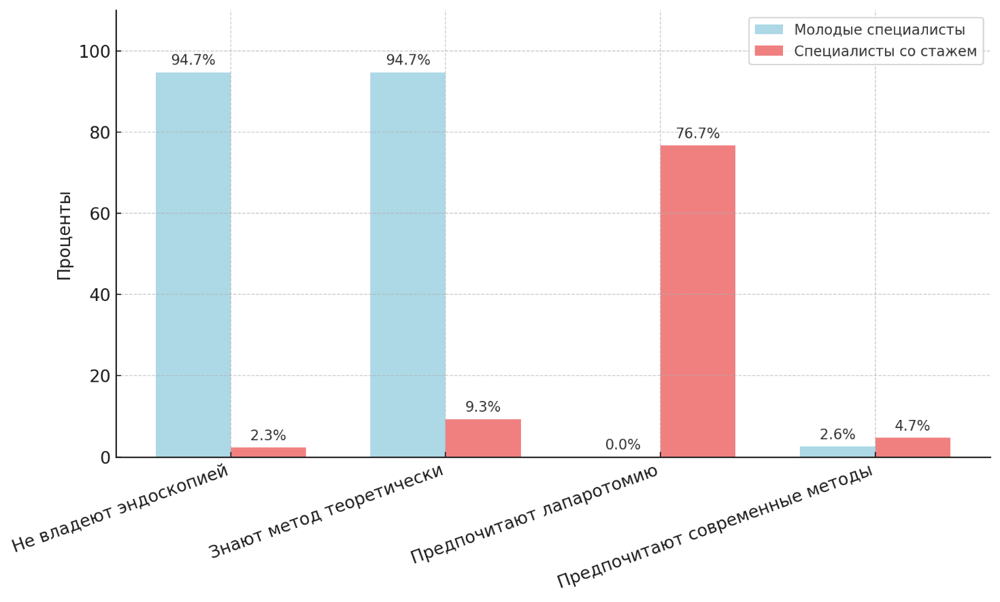 Молодые специалисты
Специалисты со стажем
Проценты
100
80
60
40
20
0
94.7%
2.3%
94.7%
9.3%
0.0%
76.7%
2.6%
4.7%
Не владеют эндоскопией
Знают метод теоретически
Предпочитают лапаротомию
Предпочитают современные методы